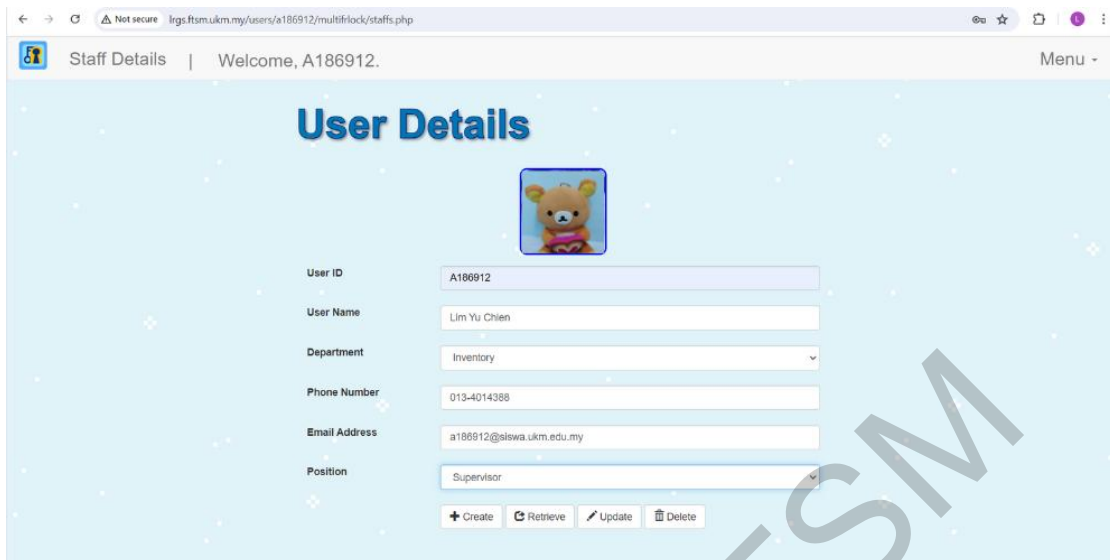 Not secure lrgs.ftsm.ukm.my/users/a186912/multifrlock/staffs.php
Staff Details | Welcome, A186912. Menu
User Details
User ID A186912
User Name Lim Yu Chien
Department Inventory
Phone Number 013-4014388
Email Address a186912@siswa.ukm.edu.my
Position Supervisor
Create Retrieve Update Delete
FTSM